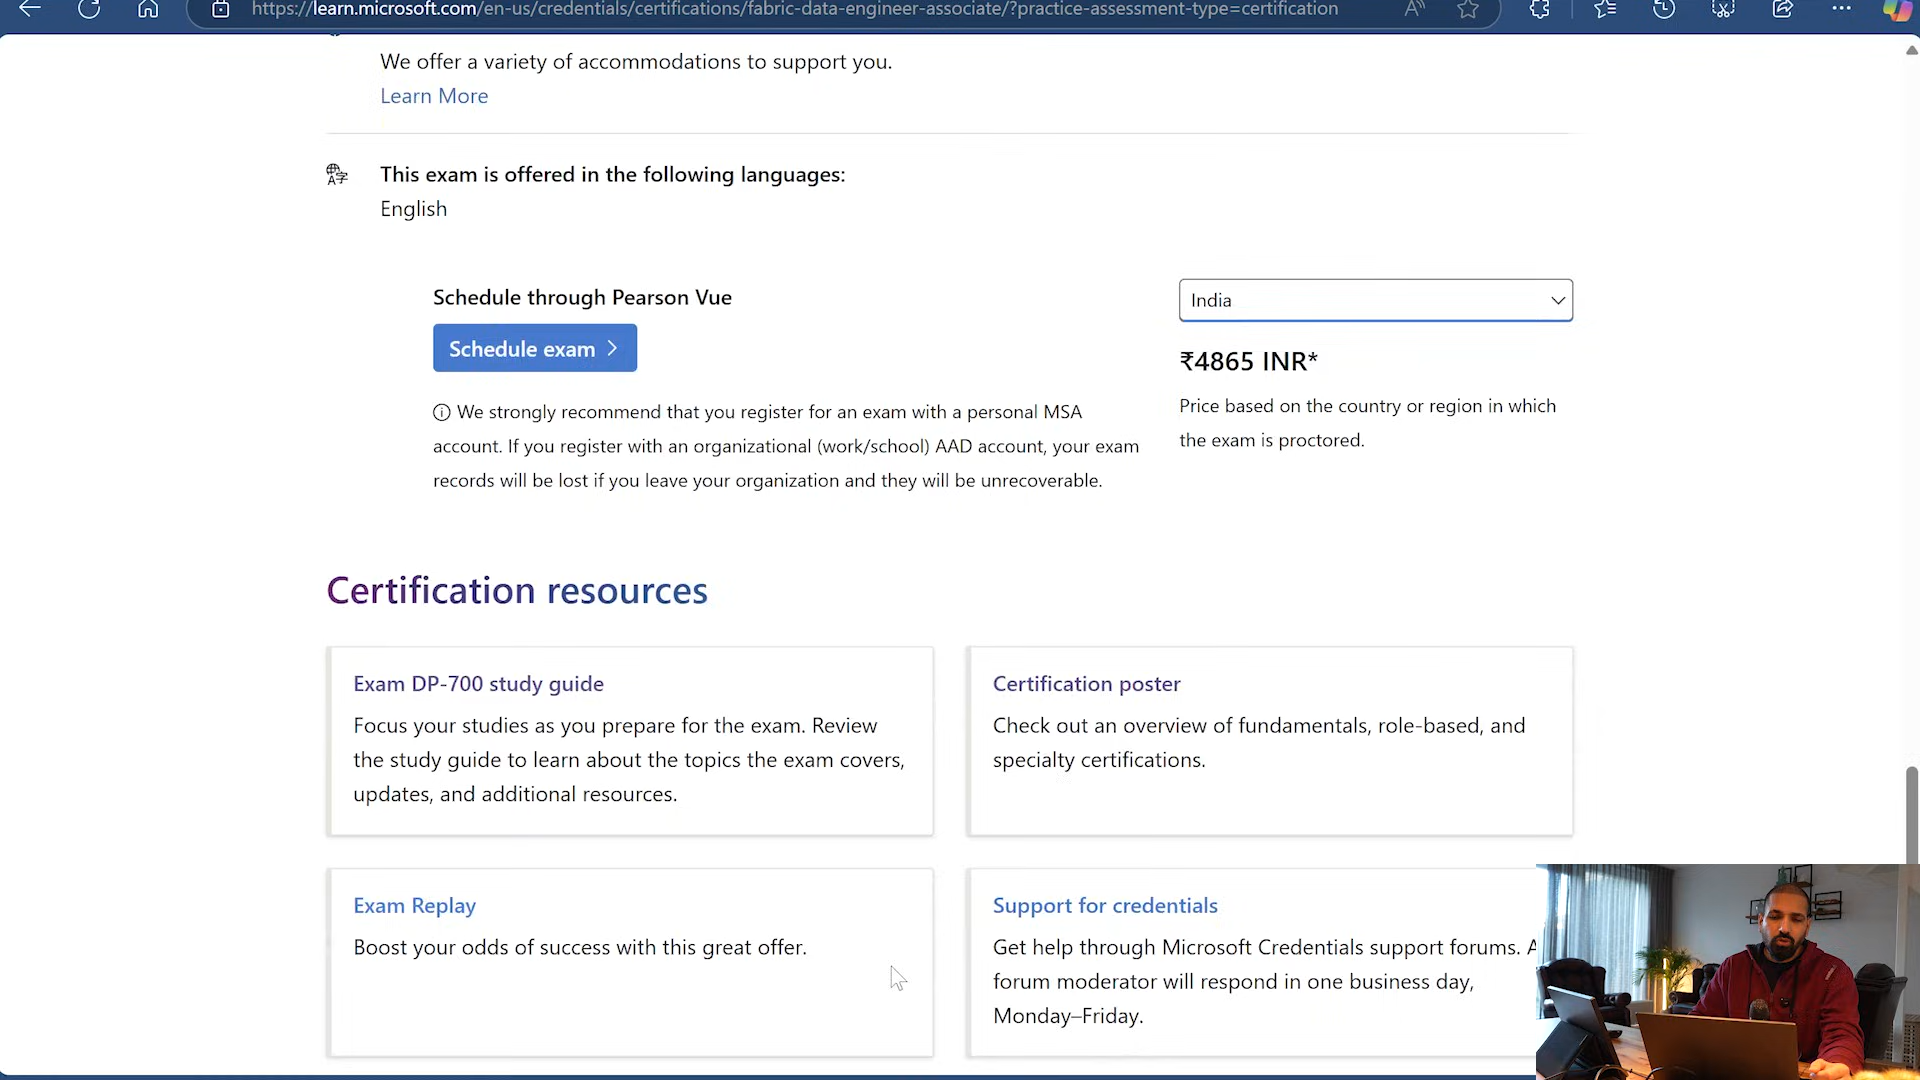 https://learn.microsoft.com/en-us/credentials/certifications/fabric-data-engineer-associate/?practice-assessment-type=certification
We offer a variety of accommodations to support you.
Learn More
This exam is offered in the following languages:
English
Schedule through Pearson Vue
Schedule exam
India
₹4865 INR*
Price based on the country or region in which
the exam is proctored.
We strongly recommend that you register for an exam with a personal MSA
account. If you register with an organizational (work/school) AAD account, your exam
records will be lost if you leave your organization and they will be unrecoverable.
Certification resources
Exam DP-700 study guide
Focus your studies as you prepare for the exam. Review
the study guide to learn about the topics the exam covers,
updates, and additional resources.
Certification poster
Check out an overview of fundamentals, role-based, and
specialty certifications.
Exam Replay
Boost your odds of success with this great offer.
Support for credentials
Get help through Microsoft Credentials support forums. A
forum moderator will respond in one business day,
Monday–Friday.